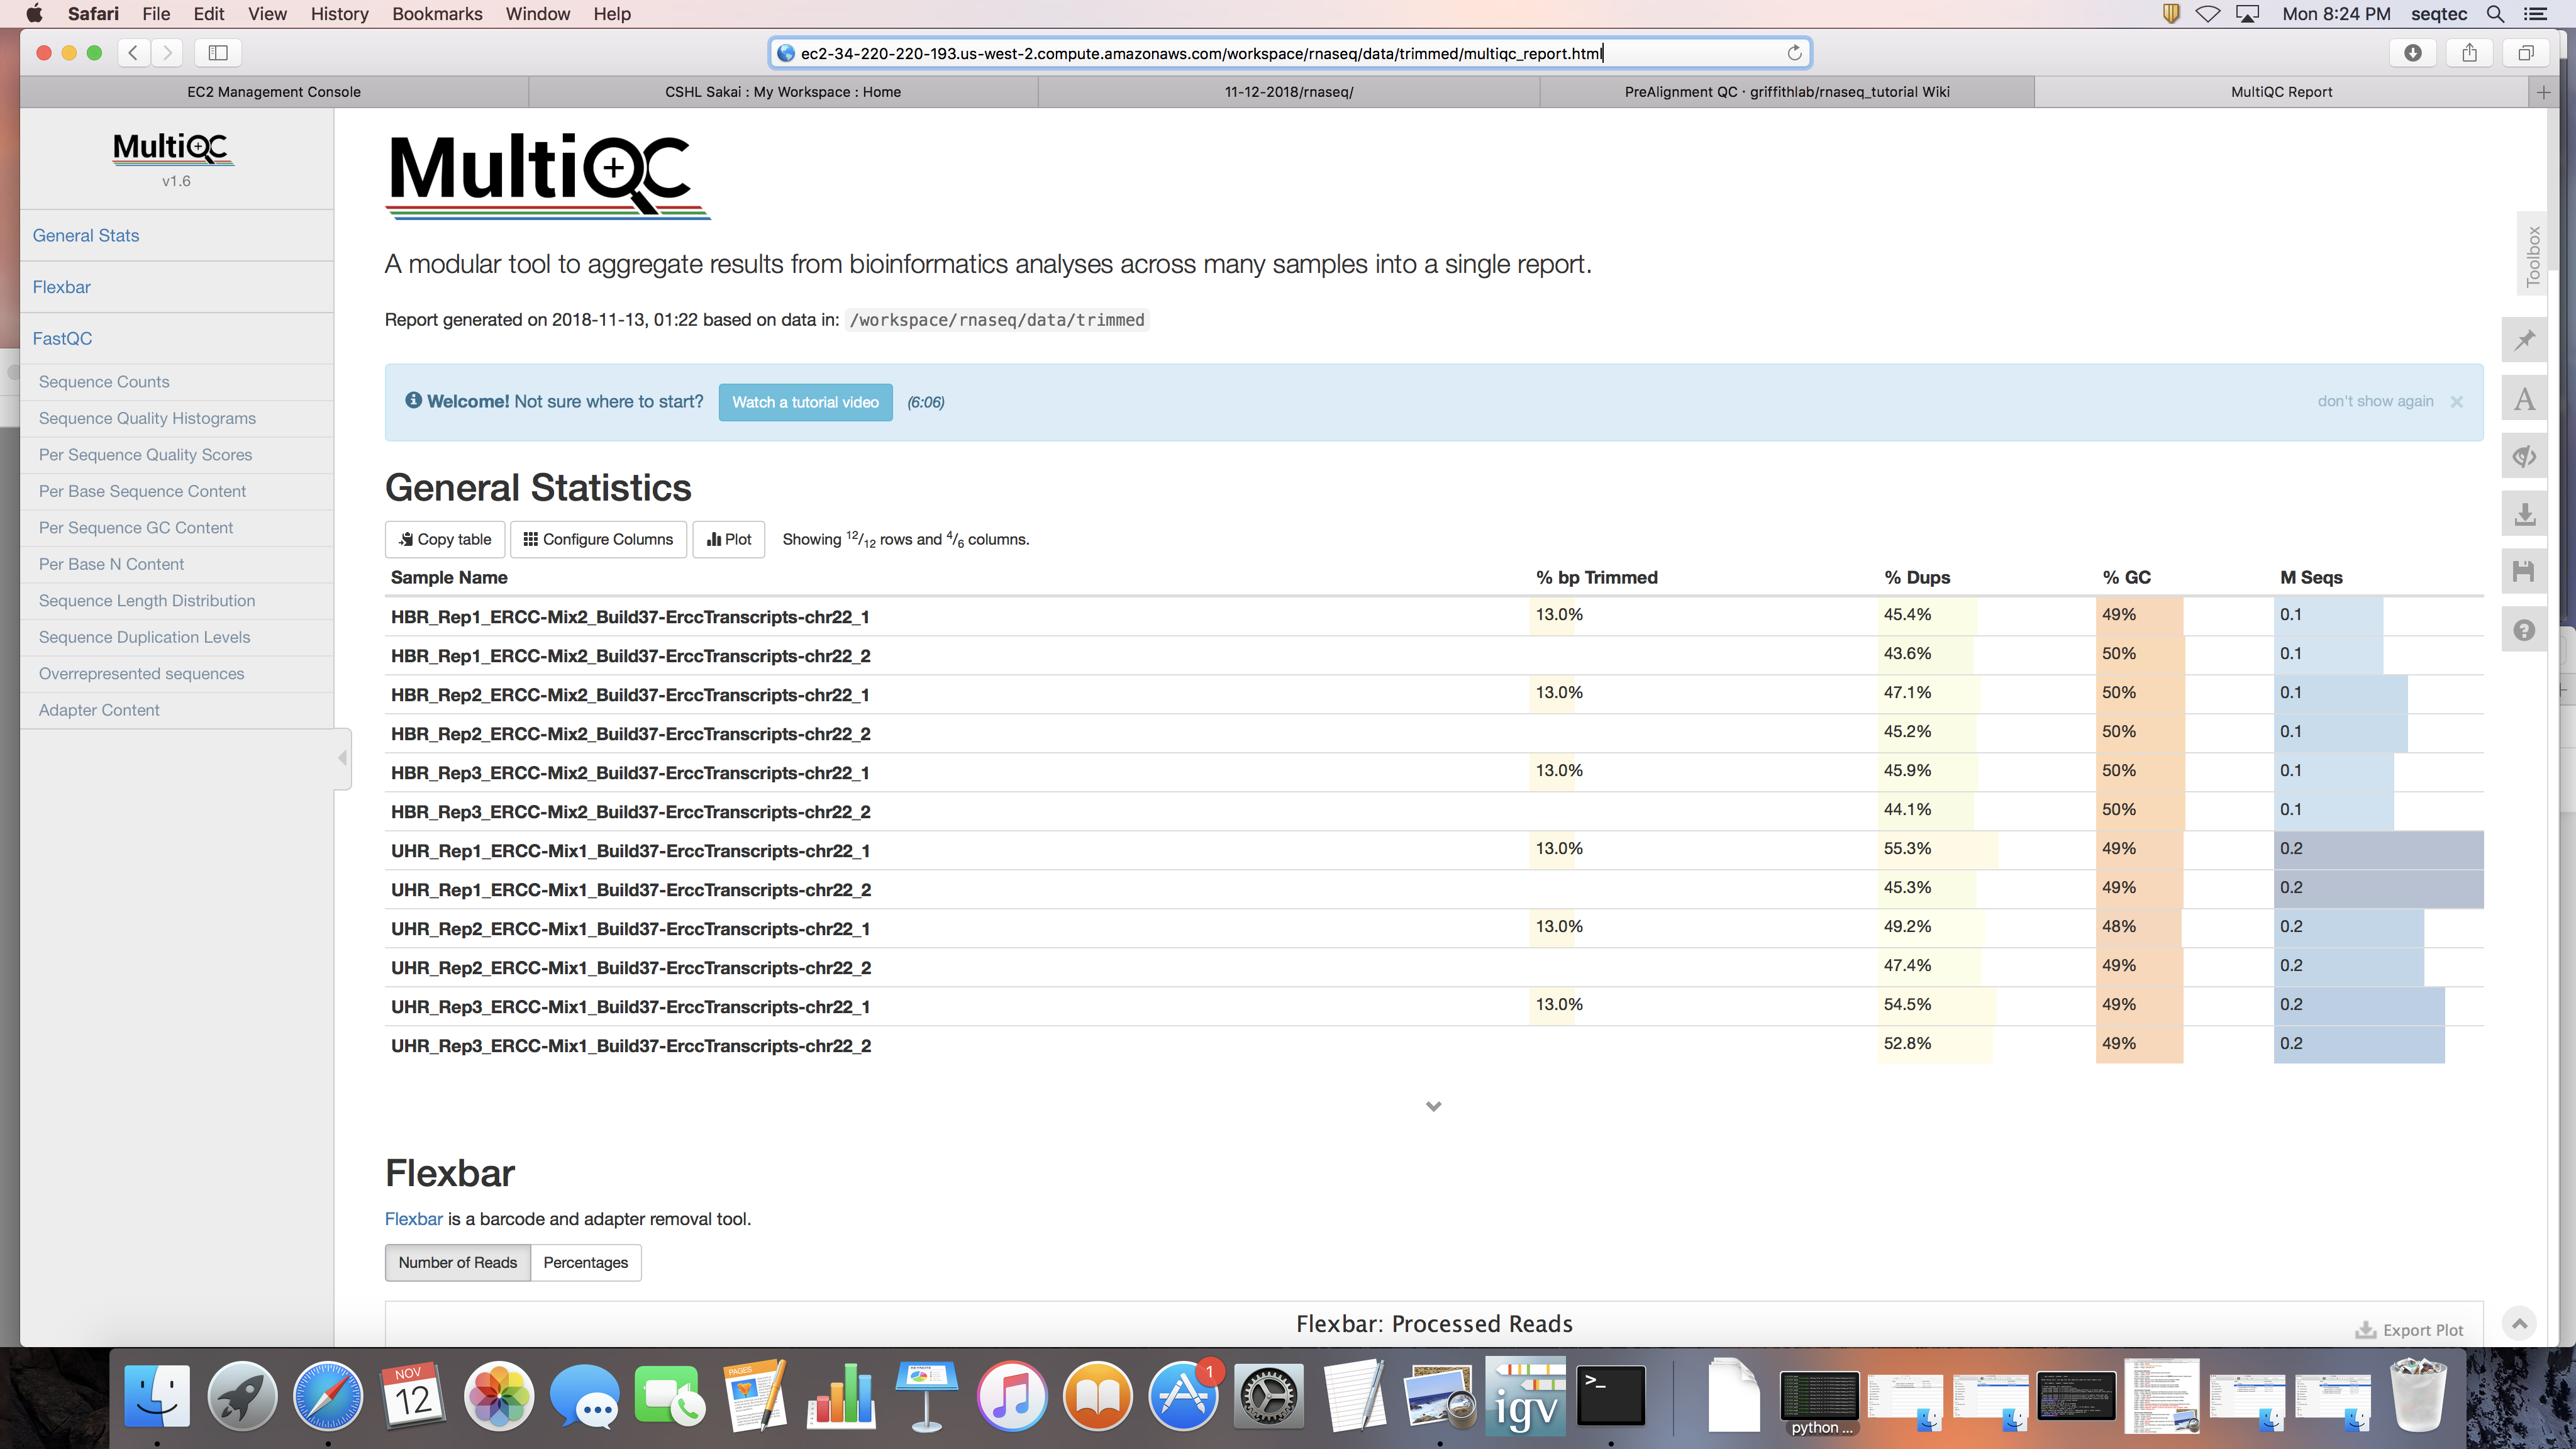 Safari File Edit View History Bookmarks Window Help Mon 8:24 PM seqtec
ec2-34-220-220-193.us-west-2.compute.amazonaws.com/workspace/rnaseq/data/trimmed/multiqc_report.html
EC2 Management Console CSHL Sakai : My Workspace : Home 11-12-2018/rnaseq/ PreAlignment QC · griffithlab/rnaseq_tutorial Wiki MultiQC Report
MultiQC
v1.6
General Stats
Flexbar
FastQC
Sequence Counts
Sequence Quality Histograms
Per Sequence Quality Scores
Per Base Sequence Content
Per Sequence GC Content
Per Base N Content
Sequence Length Distribution
Sequence Duplication Levels
Overrepresented sequences
Adapter Content
MultiQC
A modular tool to aggregate results from bioinformatics analyses across many samples into a single report.
Report generated on 2018-11-13, 01:22 based on data in: /workspace/rnaseq/data/trimmed
Welcome! Not sure where to start? Watch a tutorial video (6:06) don't show again ×
Toolbox
A
General Statistics
Copy table Configure Columns Plot Showing 12/12 rows and 4/6 columns.
Sample Name % bp Trimmed % Dups % GC M Seqs
HBR_Rep1_ERCC-Mix2_Build37-ErccTranscripts-chr22_1 13.0% 45.4% 49% 0.1
HBR_Rep1_ERCC-Mix2_Build37-ErccTranscripts-chr22_2 43.6% 50% 0.1
HBR_Rep2_ERCC-Mix2_Build37-ErccTranscripts-chr22_1 13.0% 47.1% 50% 0.1
HBR_Rep2_ERCC-Mix2_Build37-ErccTranscripts-chr22_2 45.2% 50% 0.1
HBR_Rep3_ERCC-Mix2_Build37-ErccTranscripts-chr22_1 13.0% 45.9% 50% 0.1
HBR_Rep3_ERCC-Mix2_Build37-ErccTranscripts-chr22_2 44.1% 50% 0.1
UHR_Rep1_ERCC-Mix1_Build37-ErccTranscripts-chr22_1 13.0% 55.3% 49% 0.2
UHR_Rep1_ERCC-Mix1_Build37-ErccTranscripts-chr22_2 45.3% 49% 0.2
UHR_Rep2_ERCC-Mix1_Build37-ErccTranscripts-chr22_1 13.0% 49.2% 48% 0.2
UHR_Rep2_ERCC-Mix1_Build37-ErccTranscripts-chr22_2 47.4% 49% 0.2
UHR_Rep3_ERCC-Mix1_Build37-ErccTranscripts-chr22_1 13.0% 54.5% 49% 0.2
UHR_Rep3_ERCC-Mix1_Build37-ErccTranscripts-chr22_2 52.8% 49% 0.2
Flexbar
Flexbar is a barcode and adapter removal tool.
Number of Reads Percentages
Flexbar: Processed Reads
Export Plot
NOV
12
PAGES
1
igv
>_
python ...